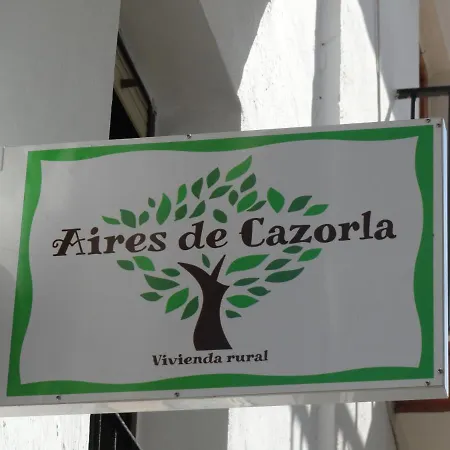 Aires de Cazorla
Vivienda rural